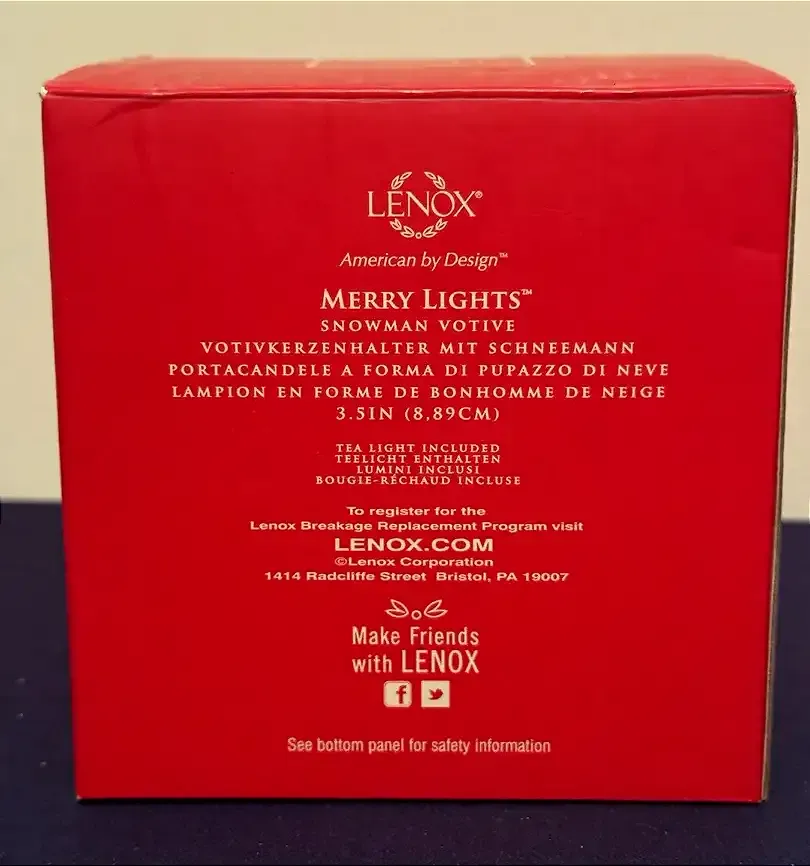 LENOX®
American by Design™
MERRY LIGHTS™
SNOWMAN VOTIVE
VOTIVKERZENHALTER MIT SCHNEEMANN
PORTACANDELE A FORMA DI PUPAZZO DI NEVE
LAMPION EN FORME DE BONHOMME DE NEIGE
3.5IN (8,89CM)
TEA LIGHT INCLUDED
TEELICHT ENTHALTEN
LUMINI INCLUSI
BOUGIE-RÉCHAUD INCLUSE
To register for the
Lenox Breakage Replacement Program visit
LENOX.COM
©Lenox Corporation
1414 Radcliffe Street Bristol, PA 19007
Make Friends
with LENOX
f
See bottom panel for safety information